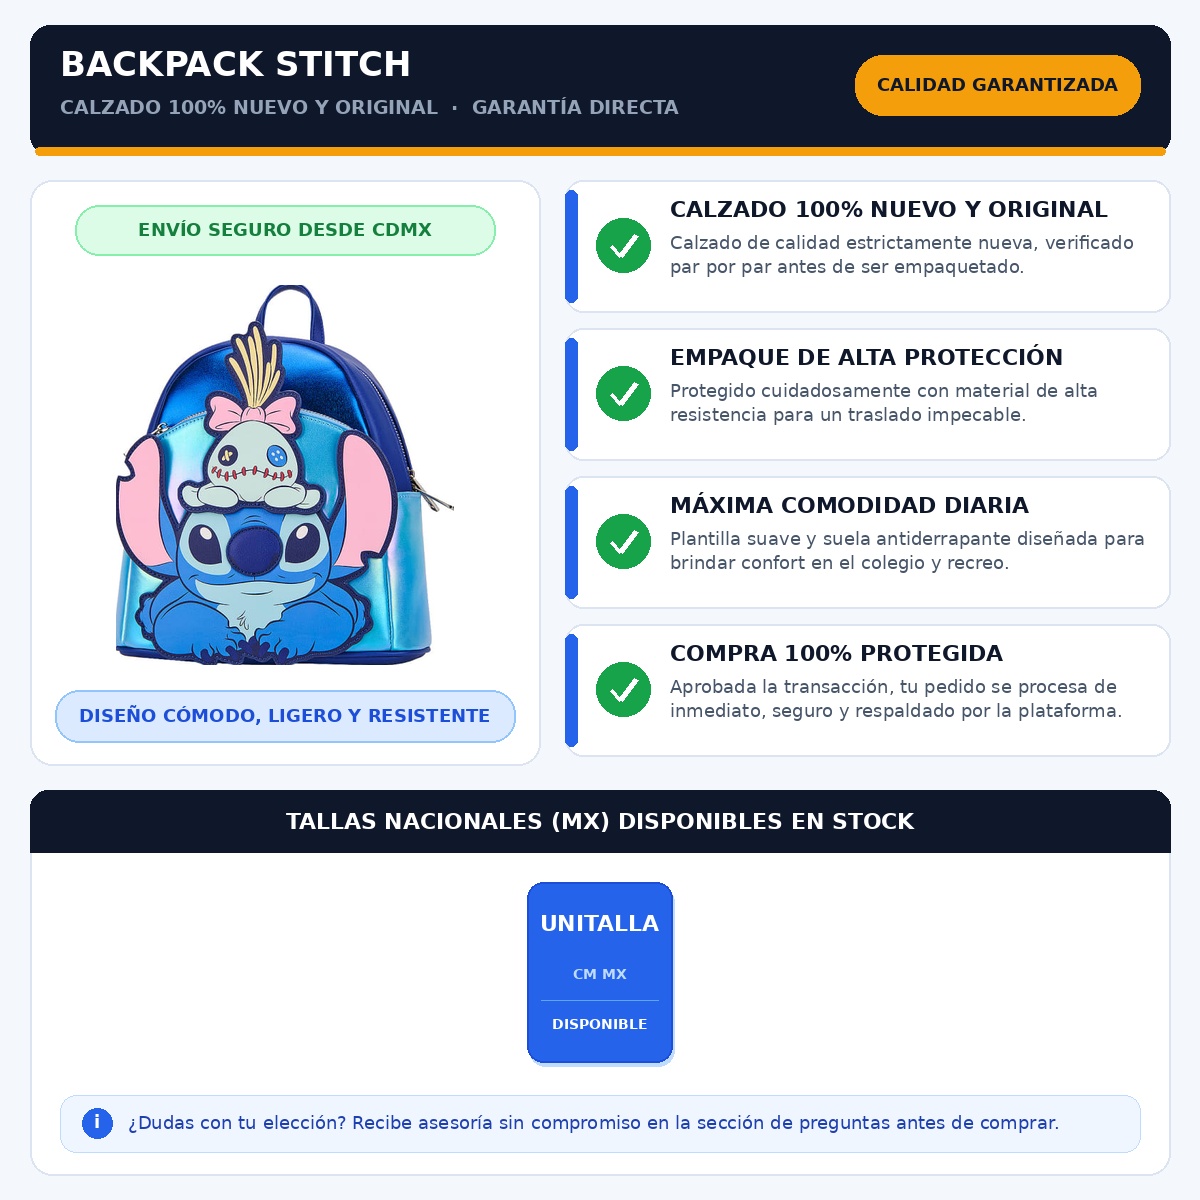 BACKPACK STITCH
CALZADO 100% NUEVO Y ORIGINAL · GARANTÍA DIRECTA
CALIDAD GARANTIZADA
ENVÍO SEGURO DESDE CDMX
DISEÑO CÓMODO, LIGERO Y RESISTENTE
CALZADO 100% NUEVO Y ORIGINAL
Calzado de calidad estrictamente nueva, verificado
par por par antes de ser empaquetado.
EMPAQUE DE ALTA PROTECCIÓN
Protegido cuidadosamente con material de alta
resistencia para un traslado impecable.
MÁXIMA COMODIDAD DIARIA
Plantilla suave y suela antiderrapante diseñada para
brindar confort en el colegio y recreo.
COMPRA 100% PROTEGIDA
Aprobada la transacción, tu pedido se procesa de
inmediato, seguro y respaldado por la plataforma.
TALLAS NACIONALES (MX) DISPONIBLES EN STOCK
UNITALLA
CM MX
DISPONIBLE
i ¿Dudas con tu elección? Recibe asesoría sin compromiso en la sección de preguntas antes de comprar.